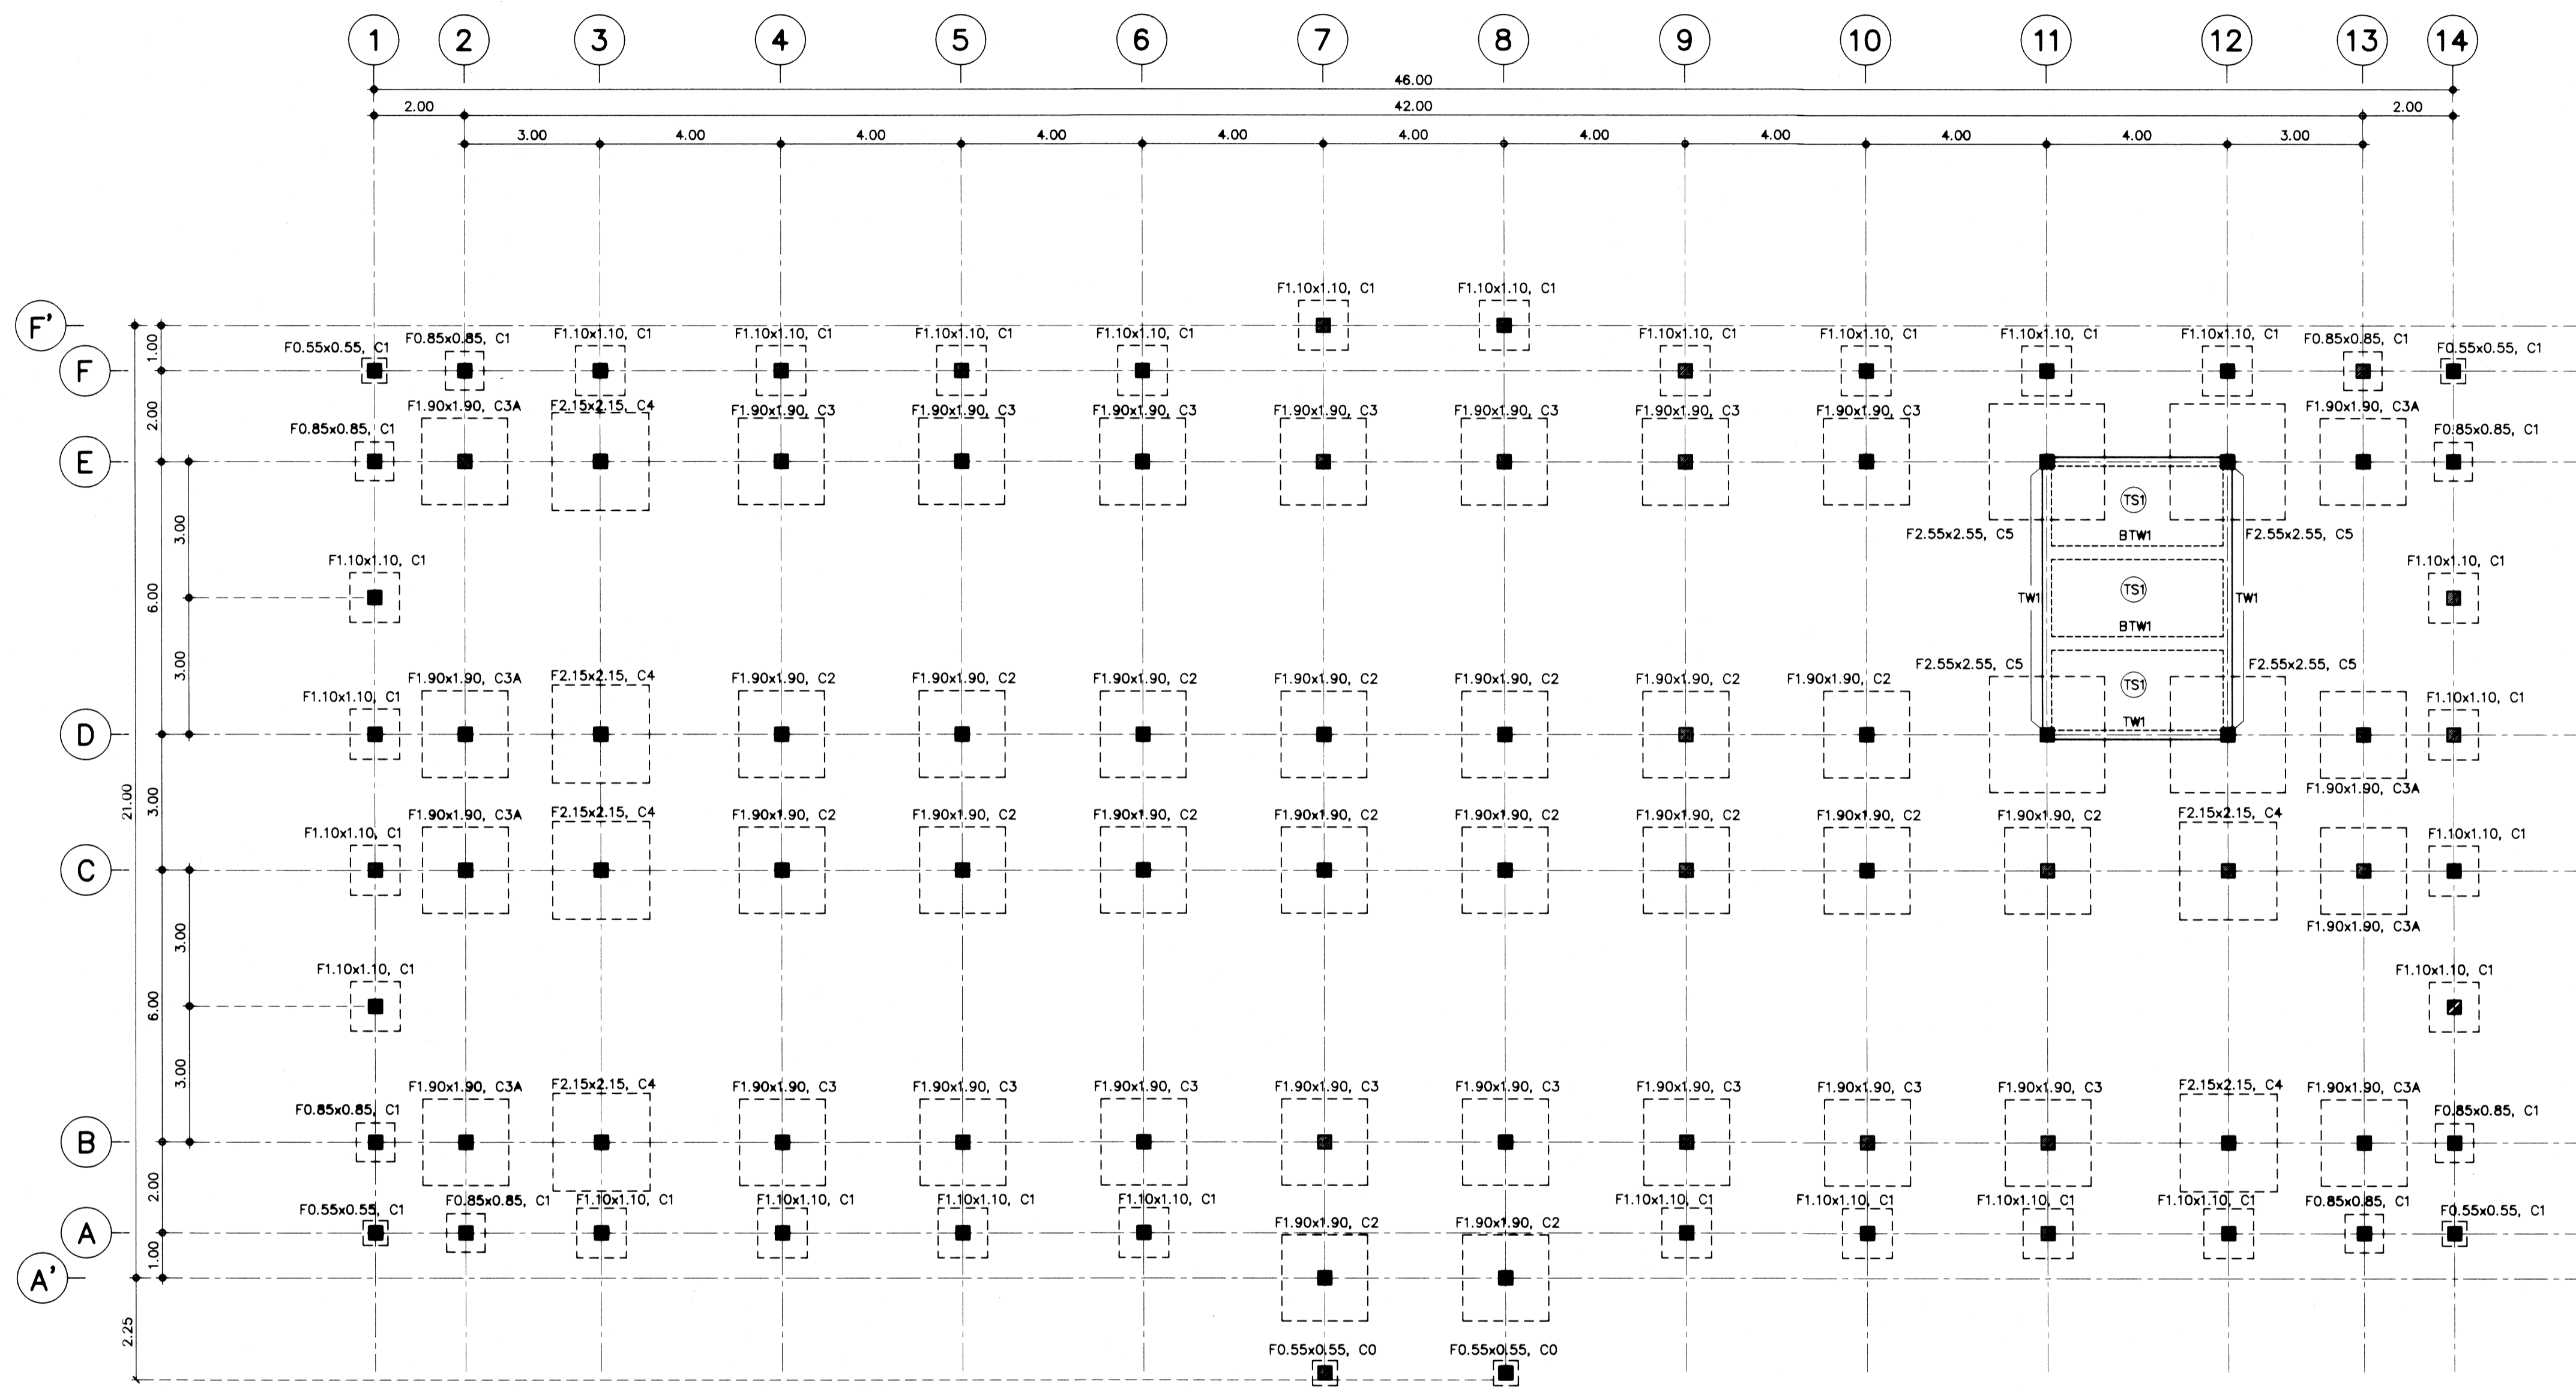 1 2 3 4 5 6 7 8 9 10 11 12 13 14
46.00
2.00 42.00 2.00
3.00 4.00 4.00 4.00 4.00 4.00 4.00 4.00 4.00 4.00 3.00
F1.10x1.10, C1 F1.10x1.10, C1
F'
1.00
F0.55x0.55, C1 F0.85x0.85, C1 F1.10x1.10, C1 F1.10x1.10, C1 F1.10x1.10, C1 F1.10x1.10, C1 F1.10x1.10, C1 F1.10x1.10, C1 F1.10x1.10, C1 F1.10x1.10, C1 F0.85x0.85, C1 F0.55x0.55, C1
F
2.00
F0.85x0.85, C1 F1.90x1.90, C3A F2.15x2.15, C4 F1.90x1.90, C3 F1.90x1.90, C3 F1.90x1.90, C3 F1.90x1.90, C3 F1.90x1.90, C3 F1.90x1.90, C3 F1.90x1.90, C3 F1.90x1.90, C3A F0.85x0.85, C1
E
TS1
3.00
F2.55x2.55, C5 BTW1 F2.55x2.55, C5
F1.10x1.10, C1 F1.10x1.10, C1
6.00
TS1
TW1 TW1
BTW1
3.00
F2.55x2.55, C5 F2.55x2.55, C5
TS1
F1.10x1.10, C1 F1.90x1.90, C3A F2.15x2.15, C4 F1.90x1.90, C2 F1.90x1.90, C2 F1.90x1.90, C2 F1.90x1.90, C2 F1.90x1.90, C2 F1.90x1.90, C2 F1.90x1.90, C2 F1.10x1.10, C1
TW1
D
F1.90x1.90, C3A
21.00 3.00
F1.10x1.10, C1 F1.90x1.90, C3A F2.15x2.15, C4 F1.90x1.90, C2 F1.90x1.90, C2 F1.90x1.90, C2 F1.90x1.90, C2 F1.90x1.90, C2 F1.90x1.90, C2 F1.90x1.90, C2 F1.90x1.90, C2 F2.15x2.15, C4 F1.10x1.10, C1
C
F1.90x1.90, C3A
3.00
F1.10x1.10, C1 F1.10x1.10, C1
6.00
3.00
F0.85x0.85, C1 F1.90x1.90, C3A F2.15x2.15, C4 F1.90x1.90, C3 F1.90x1.90, C3 F1.90x1.90, C3 F1.90x1.90, C3 F1.90x1.90, C3 F1.90x1.90, C3 F1.90x1.90, C3 F1.90x1.90, C3 F2.15x2.15, C4 F1.90x1.90, C3A F0.85x0.85, C1
B
2.00
F0.55x0.55, C1 F0.85x0.85, C1 F1.10x1.10, C1 F1.10x1.10, C1 F1.10x1.10, C1 F1.10x1.10, C1 F1.90x1.90, C2 F1.90x1.90, C2 F1.10x1.10, C1 F1.10x1.10, C1 F1.10x1.10, C1 F1.10x1.10, C1 F0.85x0.85, C1 F0.55x0.55, C1
A
1.00
A'
2.25
F0.55x0.55, C0 F0.55x0.55, C0